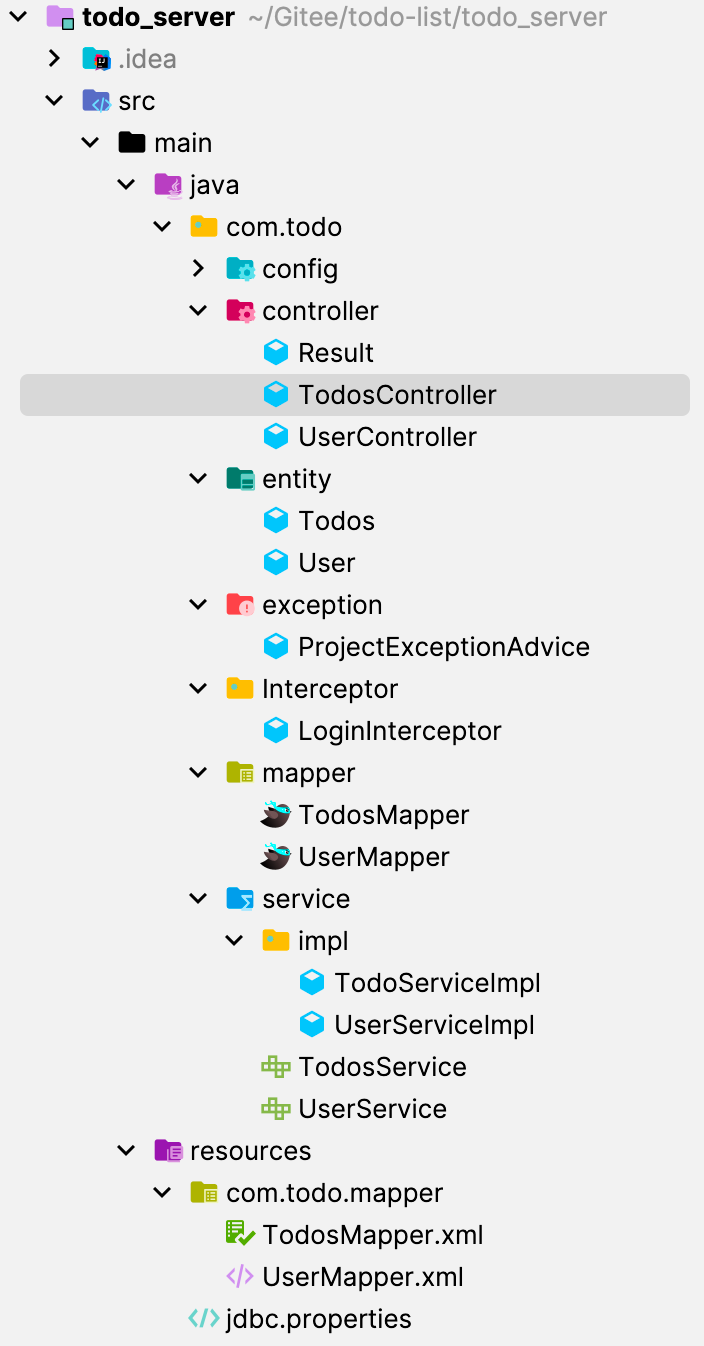 todo_server ~/Gitee/todo-list/todo_server
.idea
src
main
java
com.todo
config
controller
Result
TodosController
UserController
entity
Todos
User
exception
ProjectExceptionAdvice
Interceptor
LoginInterceptor
mapper
TodosMapper
UserMapper
service
impl
TodoServiceImpl
UserServiceImpl
TodosService
UserService
resources
com.todo.mapper
TodosMapper.xml
UserMapper.xml
jdbc.properties